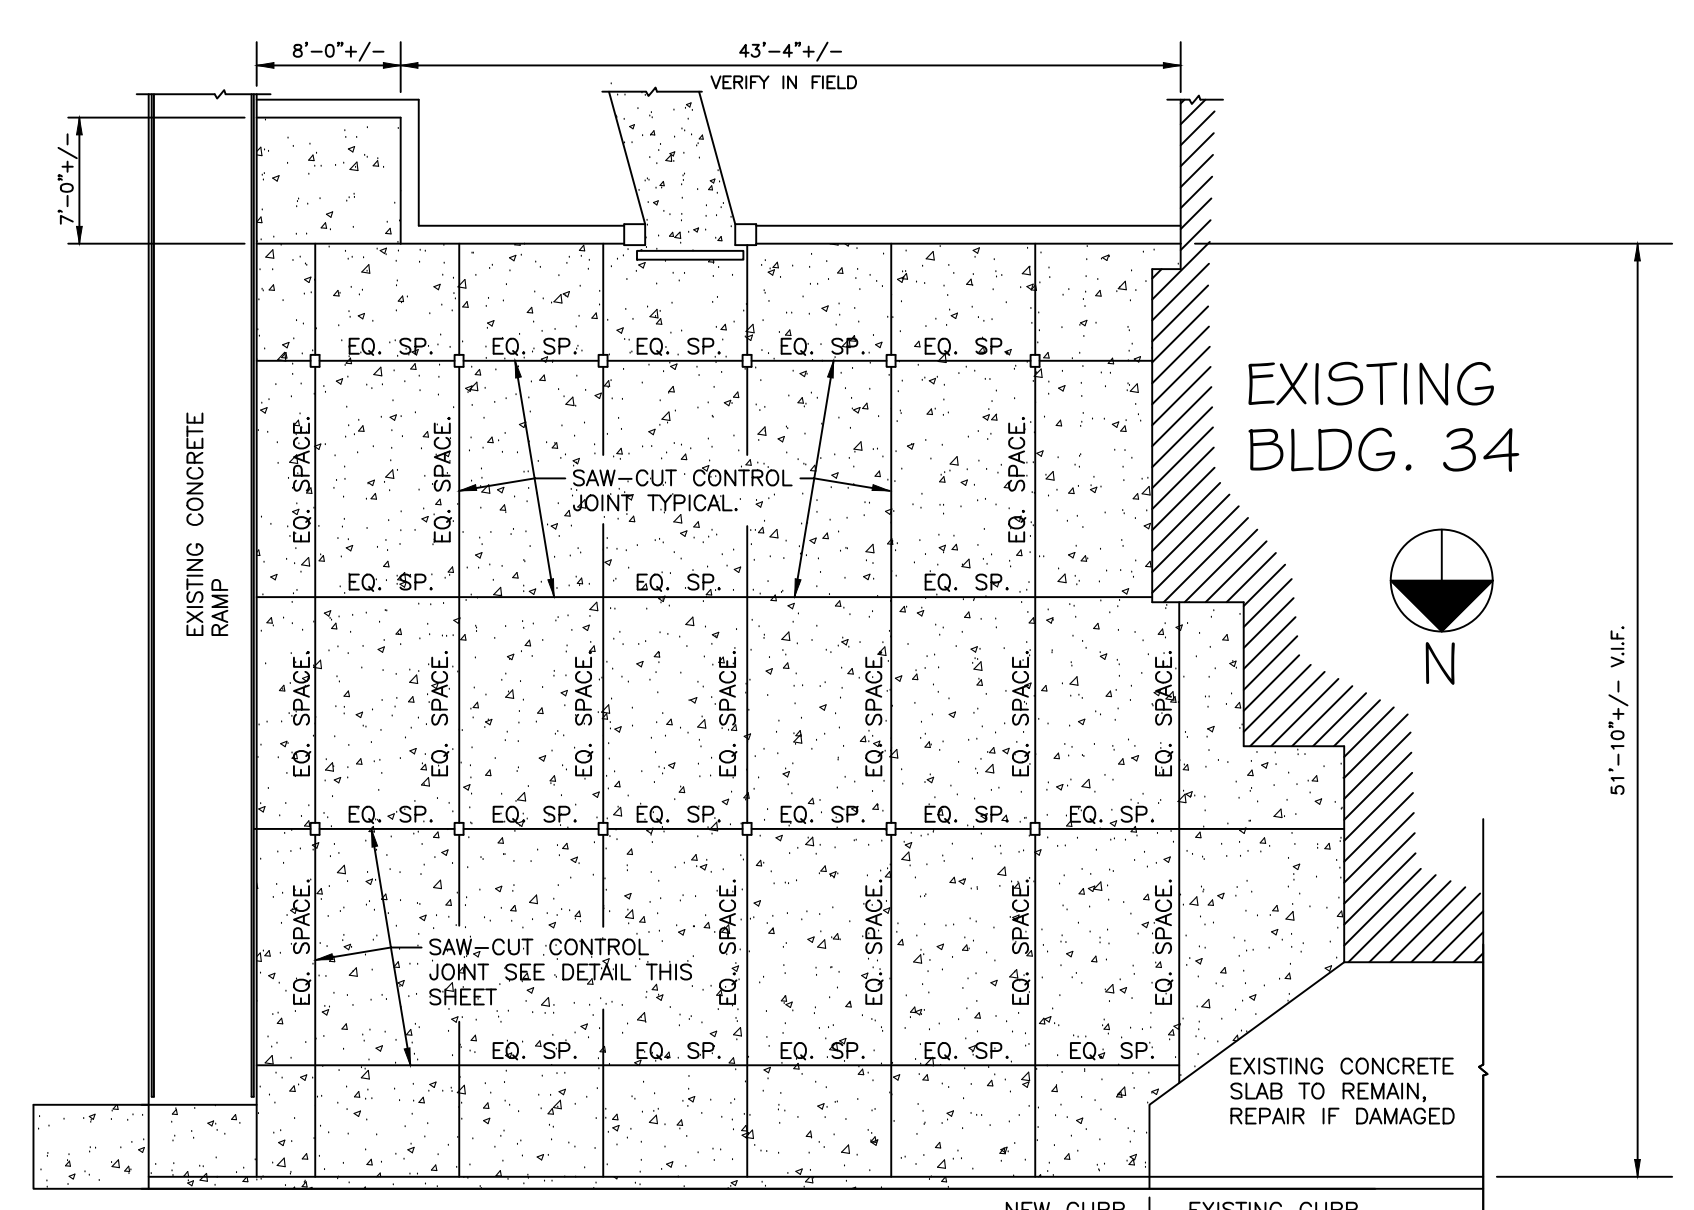 8'-0"+/-
43'-4"+/-
VERIFY IN FIELD
7'-0"+/-
EQ. SP.
EQ. SP.
EQ. SP.
EQ. SP.
EQ. SP.
EXISTING
BLDG. 34
EXISTING CONCRETE
RAMP
EQ. SPACE.
EQ. SPACE.
EQ. SPACE.
SAW-CUT CONTROL
JOINT TYPICAL.
EQ. SP.
EQ. SP.
EQ. SP.
N
51'-10"+/- V.I.F.
EQ. SPACE.
EQ. SPACE.
EQ. SPACE.
EQ. SPACE.
EQ. SPACE.
EQ. SPACE.
EQ. SPACE.
EQ. SP.
EQ. SP.
EQ. SP.
EQ. SP.
EQ. SP.
EQ. SP.
EQ. SPACE.
EQ. SPACE.
EQ. SPACE.
EQ. SPACE.
EQ. SPACE.
SAW-CUT CONTROL
JOINT SEE DETAIL THIS
SHEET
EQ. SP.
EQ. SP.
EQ. SP.
EQ. SP.
EQ. SP.
EXISTING CONCRETE
SLAB TO REMAIN,
REPAIR IF DAMAGED
NEW CURB
EXISTING CURB